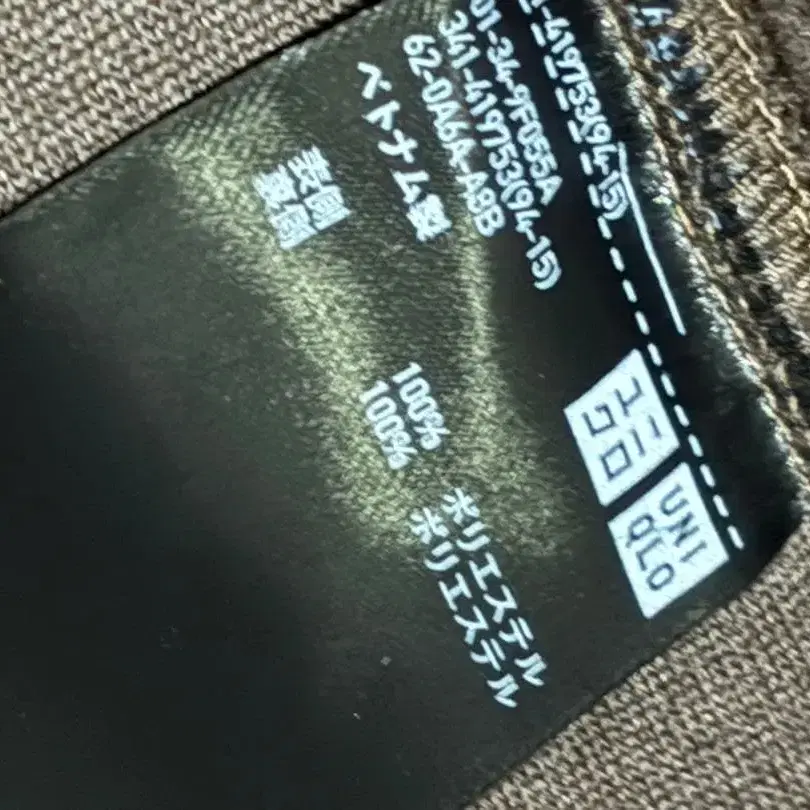 419753(94-15)
ユニ
クロ
UNI
QLO
01-34-9F055A
341-419753(94-15)
62-0A6A-A9B
ベトナム製
表側 100% ポリエステル
裏側 100% ポリエステル